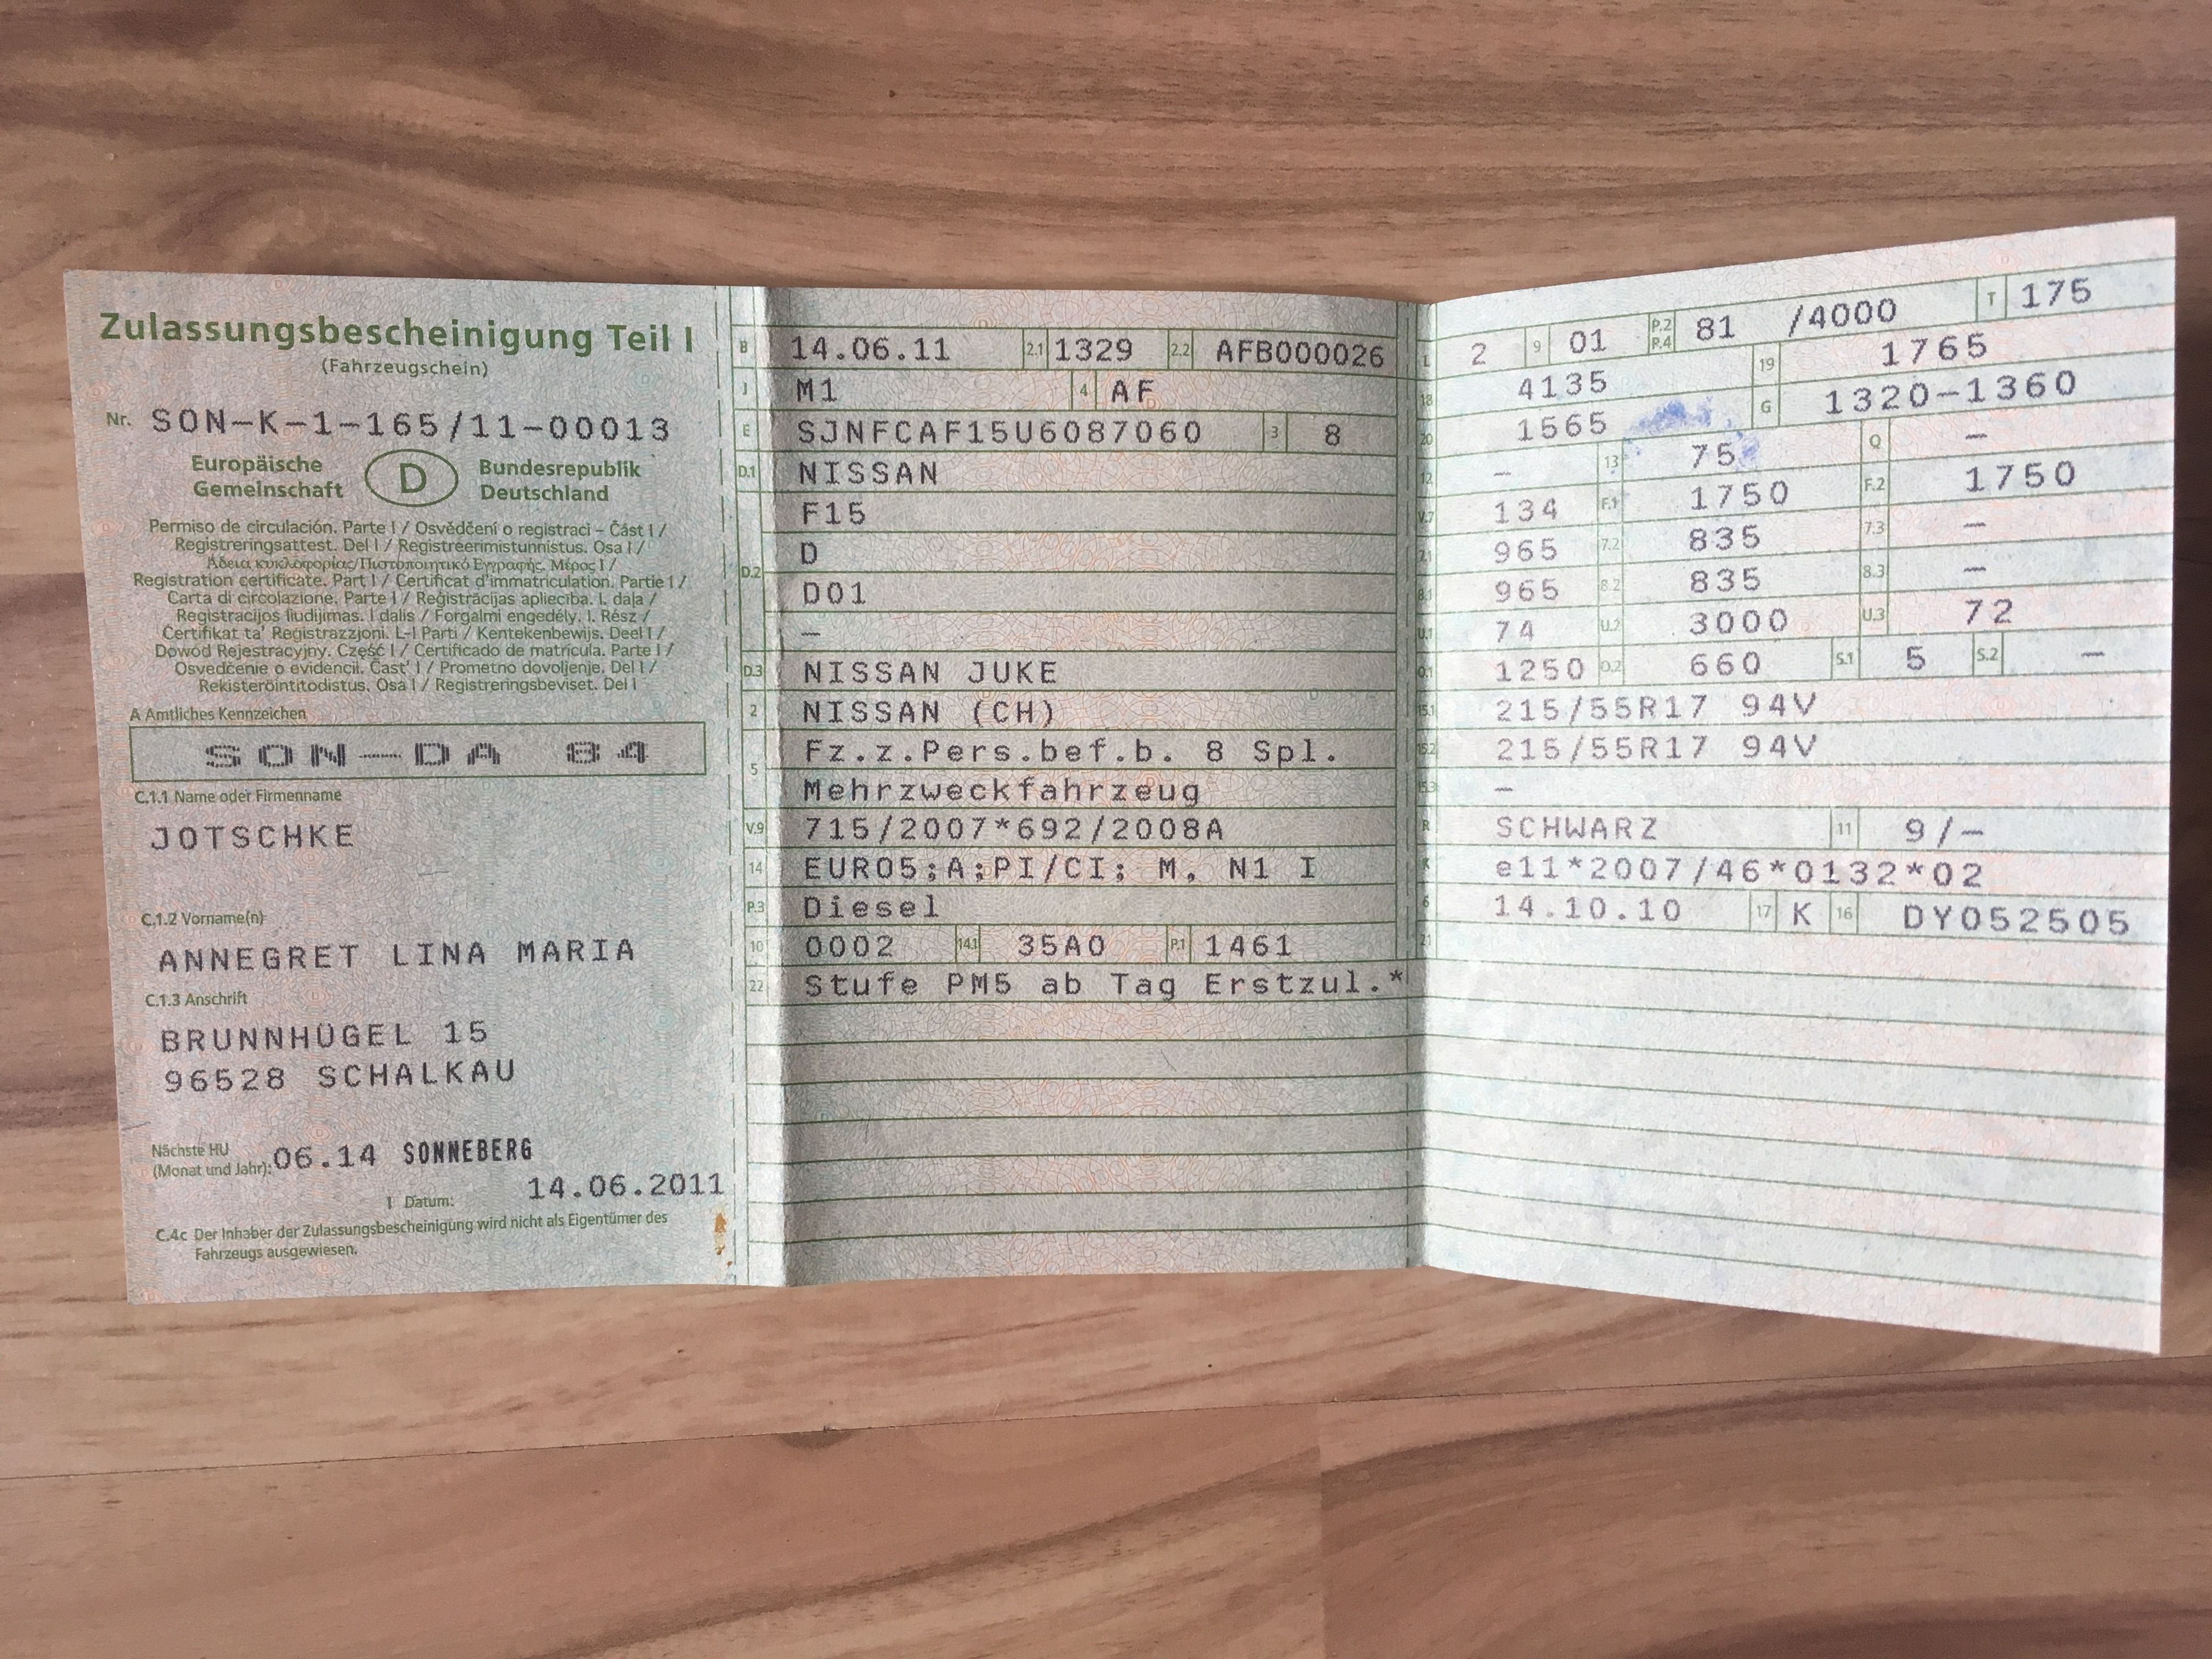 Zulassungsbescheinigung Teil I
(Fahrzeugschein)
Nr. SON-K-1-165/11-00013
Europäische Gemeinschaft D Bundesrepublik Deutschland
Permiso de circulación. Parte I / Osvědčení o registraci – Část I /
Registreringsattest. Del I / Registreerimistunnistus. Osa I /
Άδεια κυκλοφορίας/Πιστοποιητικό Εγγραφής. Μέρος I /
Registration certificate. Part I / Certificat d'immatriculation. Partie I /
Carta di circolazione. Parte I / Reģistrācijas apliecība. I. daļa /
Registracijos liudijimas. I dalis / Forgalmi engedély. I. Rész /
Ċertifikat ta' Reġistrazzjoni. L-I Parti / Kentekenbewijs. Deel I /
Dowód Rejestracyjny. Część I / Certificado de matrícula. Parte I /
Osvedčenie o evidencii. Časť I / Prometno dovoljenje. Del I /
Rekisteröintitodistus. Osa I / Registreringsbeviset. Del I
A Amtliches Kennzeichen
SON-DA 84
C.1.1 Name oder Firmenname
JOTSCHKE
C.1.2 Vorname(n)
ANNEGRET LINA MARIA
C.1.3 Anschrift
BRUNNHÜGEL 15
96528 SCHALKAU
Nächste HU
(Monat und Jahr): 06.14 SONNEBERG
I Datum: 14.06.2011
C.4c Der Inhaber der Zulassungsbescheinigung wird nicht als Eigentümer des
Fahrzeugs ausgewiesen.
B 14.06.11 2.1 1329 2.2 AFB000026
J M1 4 AF
E SJNFCAF15U6087060 3 8
D.1 NISSAN
F15
D.2 D
D01
-
D.3 NISSAN JUKE
2 NISSAN (CH)
5 Fz.z.Pers.bef.b. 8 Spl.
Mehrzweckfahrzeug
V.9 715/2007*692/2008A
14 EURO5;A;PI/CI; M, N1 I
P.3 Diesel
10 0002 14.1 35A0 P.1 1461
22 Stufe PM5 ab Tag Erstzul.*
L 2 9 01 P.2 P.4 81 /4000 T 175
18 4135 19 1765
20 1565 G 1320-1360
12 - 13 75 Q -
V.7 134 F.1 1750 F.2 1750
7.1 965 7.2 835 7.3 -
8.1 965 8.2 835 8.3 -
U.1 74 U.2 3000 U.3 72
O.1 1250 O.2 660 S.1 5 S.2 -
15.1 215/55R17 94V
15.2 215/55R17 94V
15.3 -
R SCHWARZ 11 9/-
K e11*2007/46*0132*02
6 14.10.10 17 K 16 DY052505
21